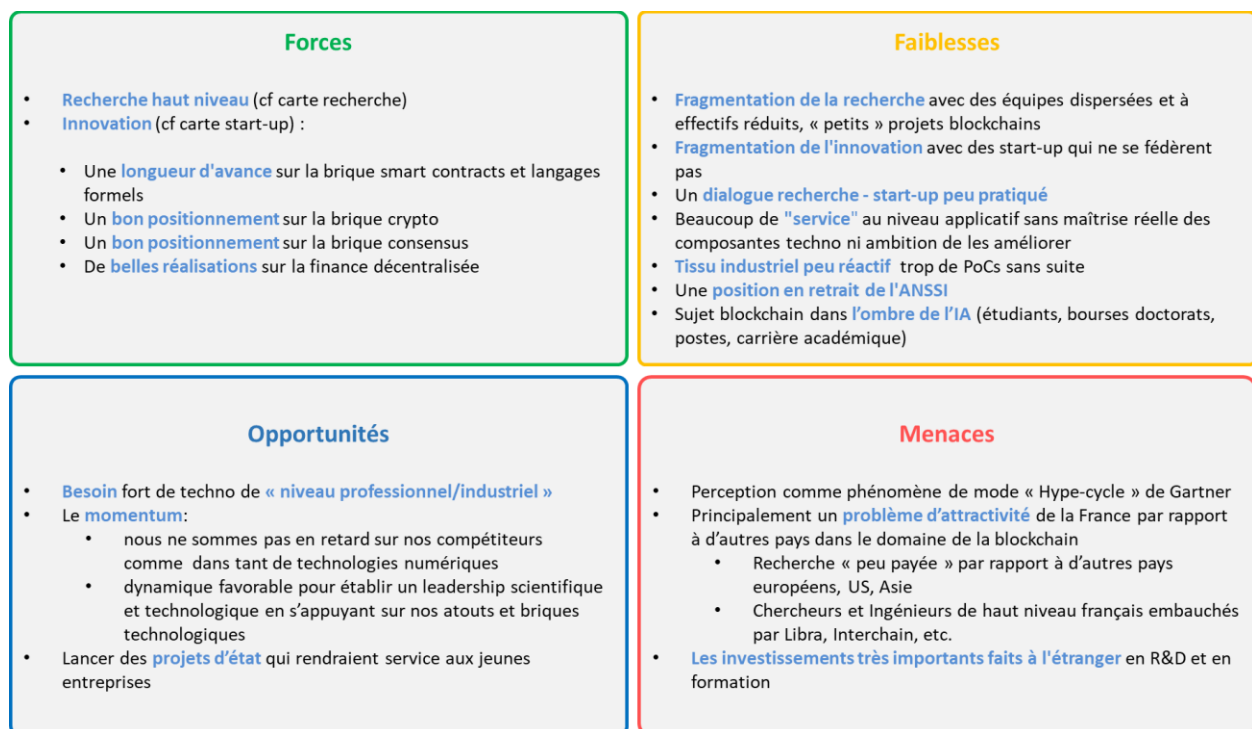 Forces
• Recherche haut niveau (cf carte recherche)
• Innovation (cf carte start-up) :
• Une longueur d'avance sur la brique smart contracts et langages
formels
• Un bon positionnement sur la brique crypto
• Un bon positionnement sur la brique consensus
• De belles réalisations sur la finance décentralisée
Faiblesses
• Fragmentation de la recherche avec des équipes dispersées et à
effectifs réduits, « petits » projets blockchains
• Fragmentation de l'innovation avec des start-up qui ne se fédèrent
pas
• Un dialogue recherche - start-up peu pratiqué
• Beaucoup de "service" au niveau applicatif sans maîtrise réelle des
composantes techno ni ambition de les améliorer
• Tissu industriel peu réactif trop de PoCs sans suite
• Une position en retrait de l'ANSSI
• Sujet blockchain dans l’ombre de l’IA (étudiants, bourses doctorats,
postes, carrière académique)
Opportunités
• Besoin fort de techno de « niveau professionnel/industriel »
• Le momentum:
• nous ne sommes pas en retard sur nos compétiteurs
comme dans tant de technologies numériques
• dynamique favorable pour établir un leadership scientifique
et technologique en s’appuyant sur nos atouts et briques
technologiques
• Lancer des projets d’état qui rendraient service aux jeunes
entreprises
Menaces
• Perception comme phénomène de mode « Hype-cycle » de Gartner
• Principalement un problème d’attractivité de la France par rapport
à d’autres pays dans le domaine de la blockchain
• Recherche « peu payée » par rapport à d’autres pays
européens, US, Asie
• Chercheurs et Ingénieurs de haut niveau français embauchés
par Libra, Interchain, etc.
• Les investissements très importants faits à l'étranger en R&D et en
formation